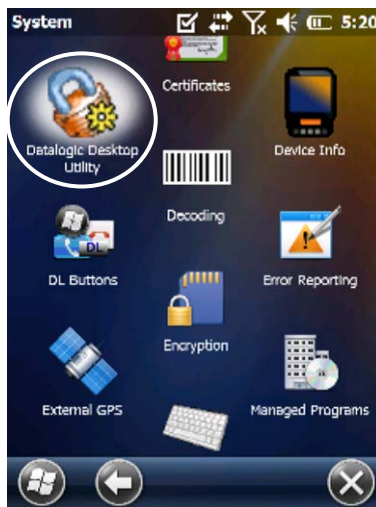 System 5:20
Certificates
Datalogic Desktop
Utility
Device Info
Decoding
DL Buttons
DL
Error Reporting
Encryption
External GPS
Managed Programs